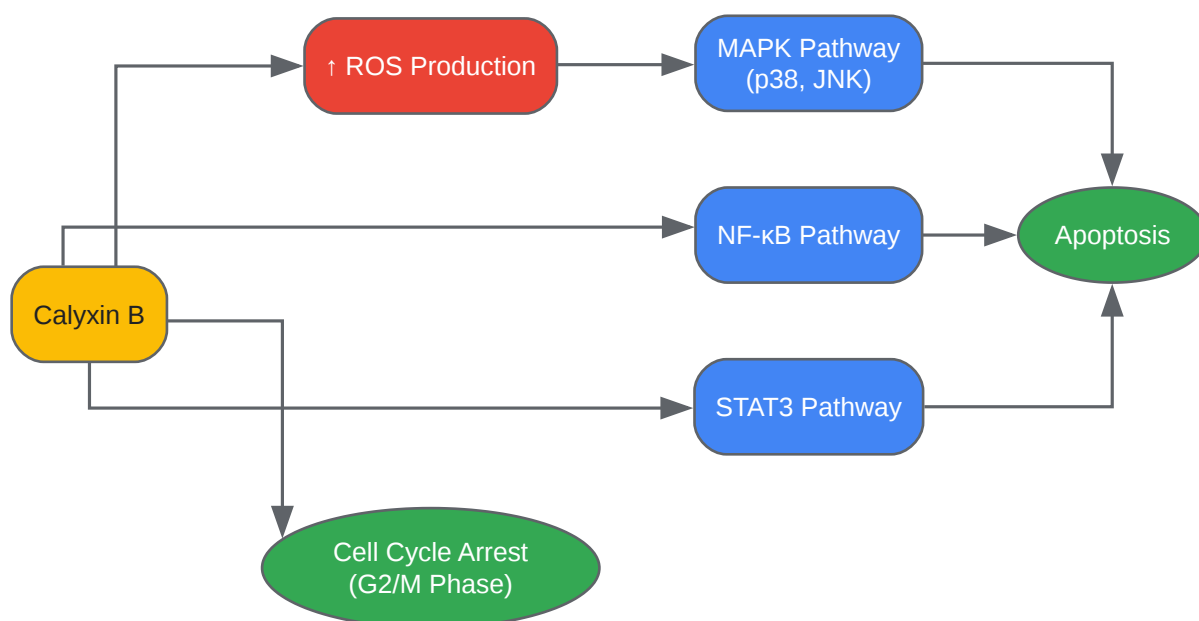 ↑ ROS Production
MAPK Pathway
(p38, JNK)
NF-κB Pathway
Apoptosis
Calyxin B
STAT3 Pathway
Cell Cycle Arrest
(G2/M Phase)